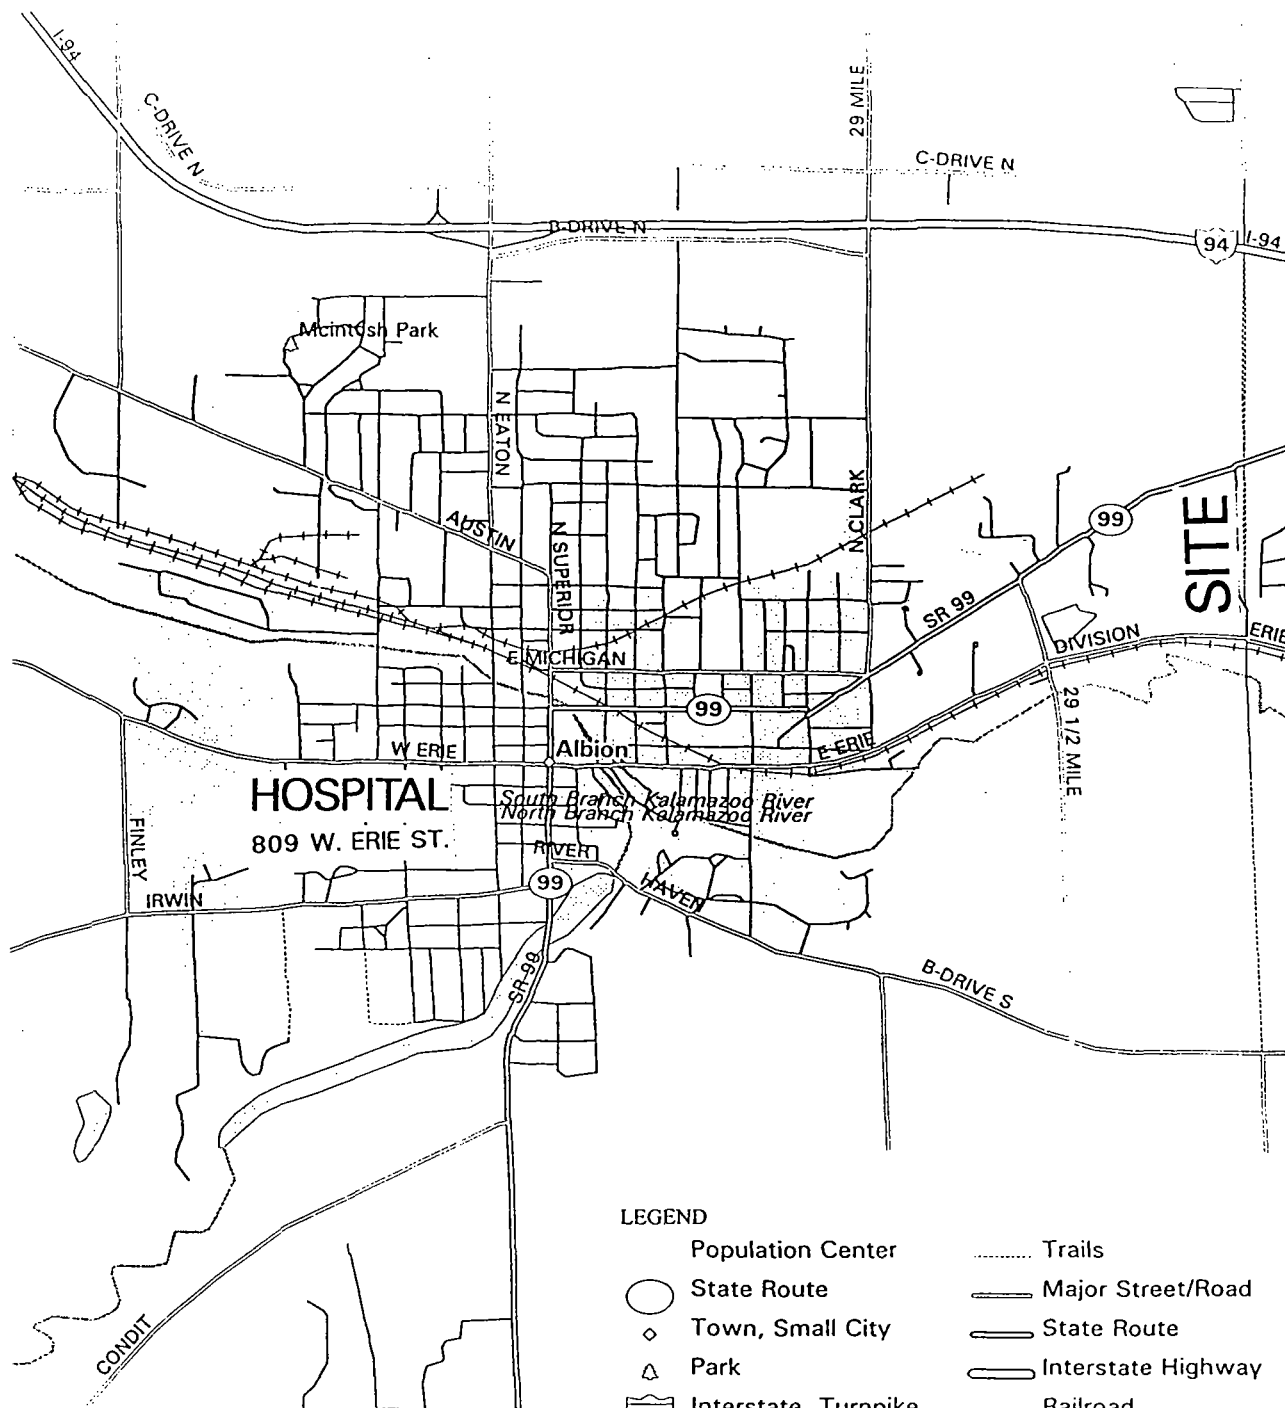 I-94
C-DRIVE N
29 MILE
C-DRIVE N
B-DRIVE N
94
I-94
McIntosh Park
N EATON
AUSTIN
N SUPERIOR
N CLARK
99
SITE
SR 99
DIVISION
ERIE
E MICHIGAN
99
29 1/2 MILE
W ERIE
Albion
E ERIE
HOSPITAL
809 W. ERIE ST.
South Branch Kalamazoo River
North Branch Kalamazoo River
FINLEY
RIVER
99
HAVEN
IRWIN
SR 99
B-DRIVE S
CONDIT
LEGEND
Population Center
State Route
Town, Small City
Park
Interstate, Turnpike
Trails
Major Street/Road
State Route
Interstate Highway
Railroad